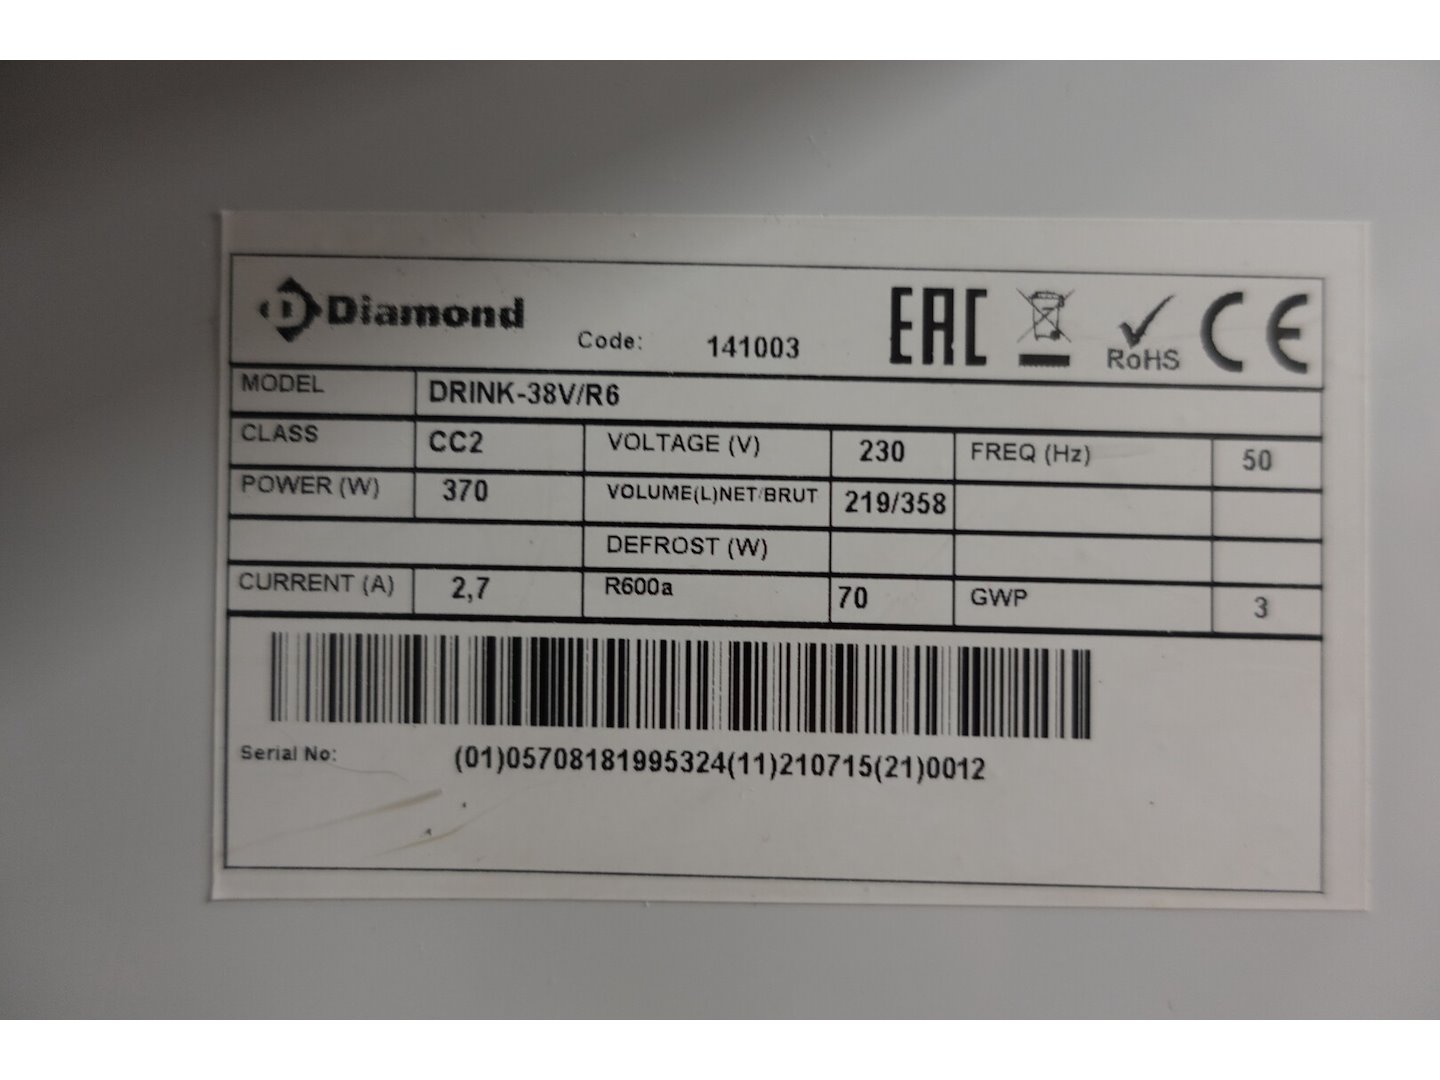 Diamond
Code: 141003
EAC
RoHS
CE
MODEL DRINK-38V/R6
CLASS CC2 VOLTAGE (V) 230 FREQ (Hz) 50
POWER (W) 370 VOLUME(L)NET/BRUT 219/358
DEFROST (W)
CURRENT (A) 2,7 R600a 70 GWP 3
Serial No: (01)05708181995324(11)210715(21)0012